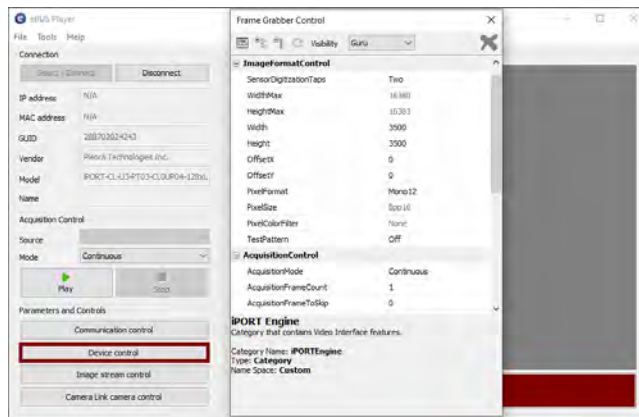 eBUS Player
File Tools Help
Connection
Select / Connect
Disconnect
IP address N/A
MAC address N/A
GUID
Vendor Pleora Technologies Inc.
Model
Name
Acquisition Control
Source
Mode Continuous
Play
Stop
Parameters and Controls
Communication control
Device control
Image stream control
Camera Link camera control
Frame Grabber Control
Visibility Guru
ImageFormatControl
SensorDigitizationTaps Two
WidthMax
HeightMax 16383
Width 3500
Height 3500
OffsetX 0
OffsetY 0
PixelFormat Mono12
PixelSize Bpp16
PixelColorFilter None
TestPattern Off
AcquisitionControl
AcquisitionMode Continuous
AcquisitionFrameCount 1
AcquisitionFrameToSkip 0
iPORT Engine
Category that contains Video Interface features.
Category Name: iPORTEngine
Type: Category
Name Space: Custom